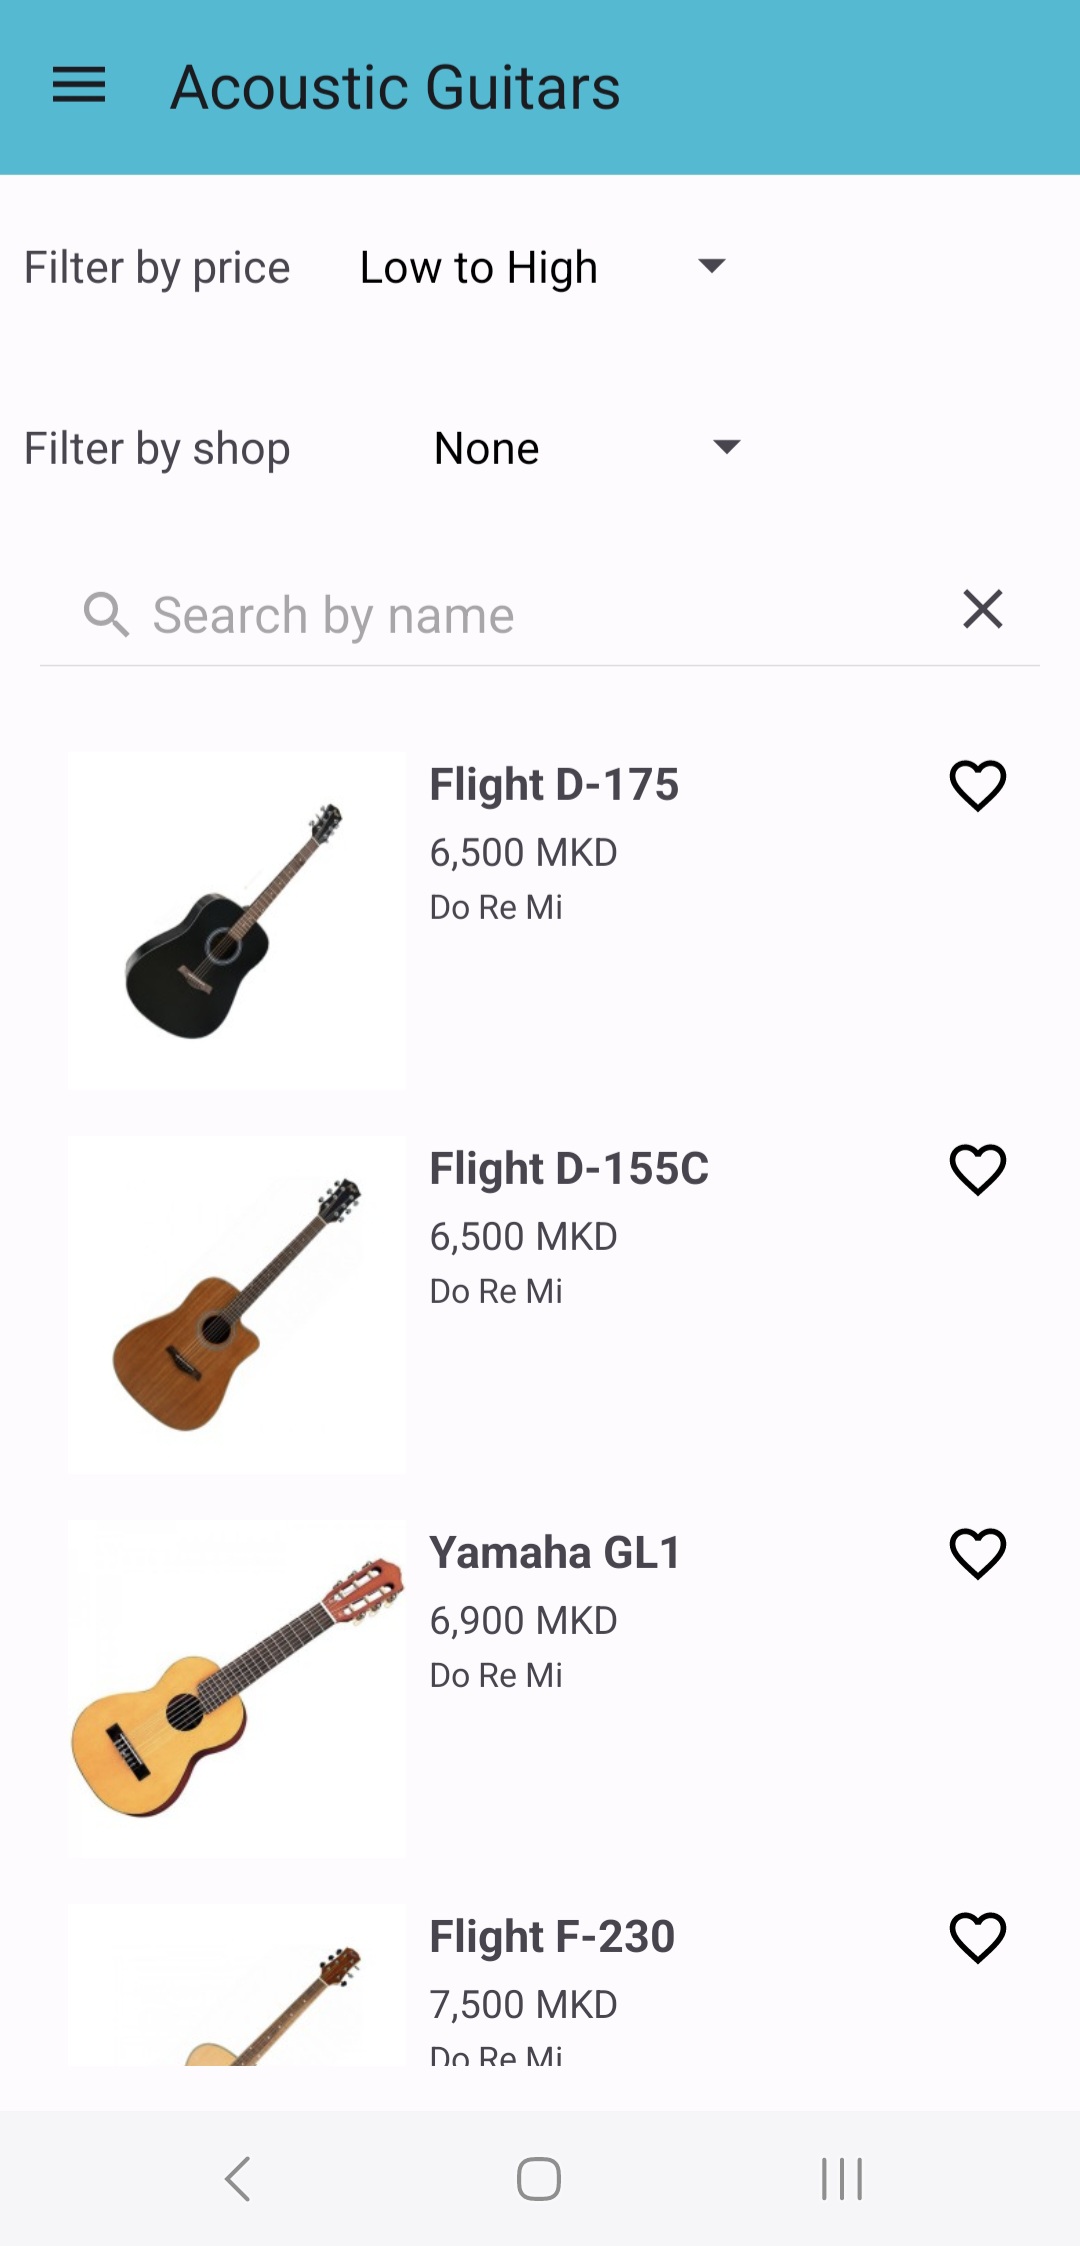 Acoustic Guitars
Filter by price Low to High
Filter by shop None
Search by name
Flight D-175
6,500 MKD
Do Re Mi
Flight D-155C
6,500 MKD
Do Re Mi
Yamaha GL1
6,900 MKD
Do Re Mi
Flight F-230
7,500 MKD
Do Re Mi